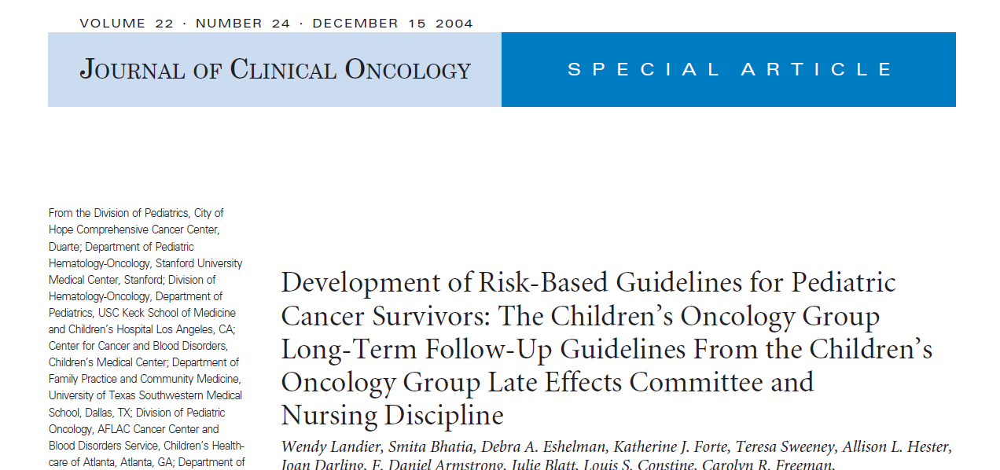 VOLUME 22 · NUMBER 24 · DECEMBER 15 2004
JOURNAL OF CLINICAL ONCOLOGY
SPECIAL ARTICLE
From the Division of Pediatrics, City of
Hope Comprehensive Cancer Center,
Duarte; Department of Pediatric
Hematology-Oncology, Stanford University
Medical Center, Stanford; Division of
Hematology-Oncology, Department of
Pediatrics, USC Keck School of Medicine
and Children's Hospital Los Angeles, CA;
Center for Cancer and Blood Disorders,
Children's Medical Center; Department of
Family Practice and Community Medicine,
University of Texas Southwestern Medical
School, Dallas, TX; Division of Pediatric
Oncology, AFLAC Cancer Center and
Blood Disorders Service, Children's Health-
care of Atlanta, Atlanta, GA; Department of
Development of Risk-Based Guidelines for Pediatric
Cancer Survivors: The Children's Oncology Group
Long-Term Follow-Up Guidelines From the Children's
Oncology Group Late Effects Committee and
Nursing Discipline
Wendy Landier, Smita Bhatia, Debra A. Eshelman, Katherine J. Forte, Teresa Sweeney, Allison L. Hester,
Joan Darling, F. Daniel Armstrong, Julie Blatt, Louis S. Constine, Carolyn R. Freeman,